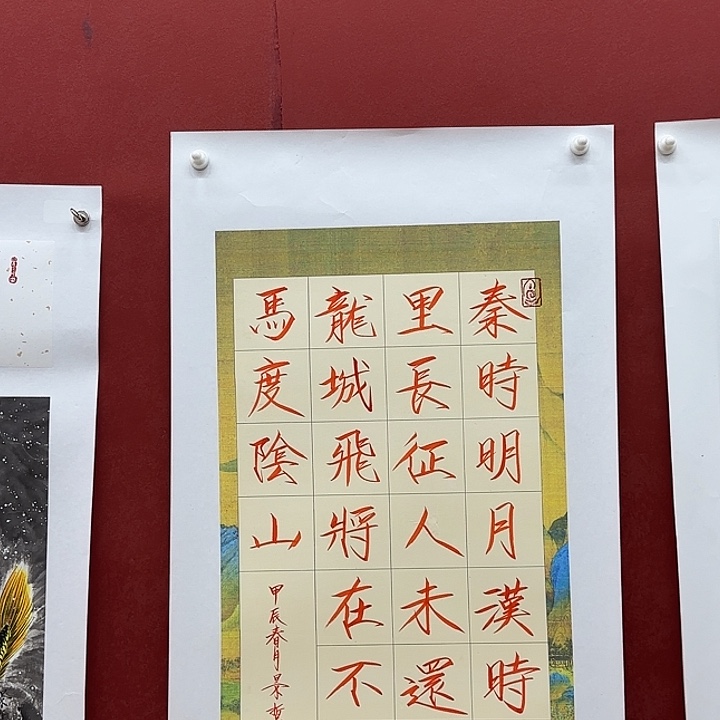 秦時明月漢時
里長征人未還
龍城飛將在不
馬度陰山
甲辰春月景